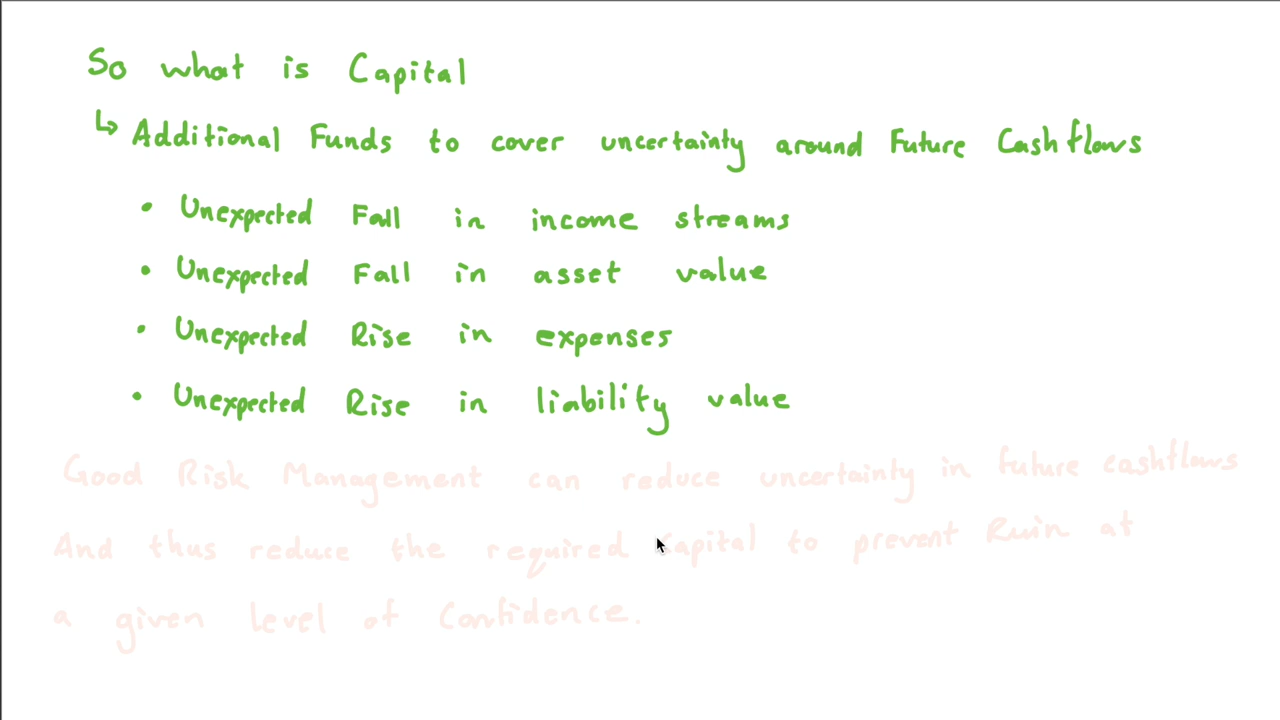 So what is Capital
↳ Additional Funds to cover uncertainty around Future Cashflows
• Unexpected Fall in income streams
• Unexpected Fall in asset value
• Unexpected Rise in expenses
• Unexpected Rise in liability value
Good Risk Management can reduce uncertainty in future cashflows
And thus reduce the required Capital to prevent Ruin at
a given level of Confidence.